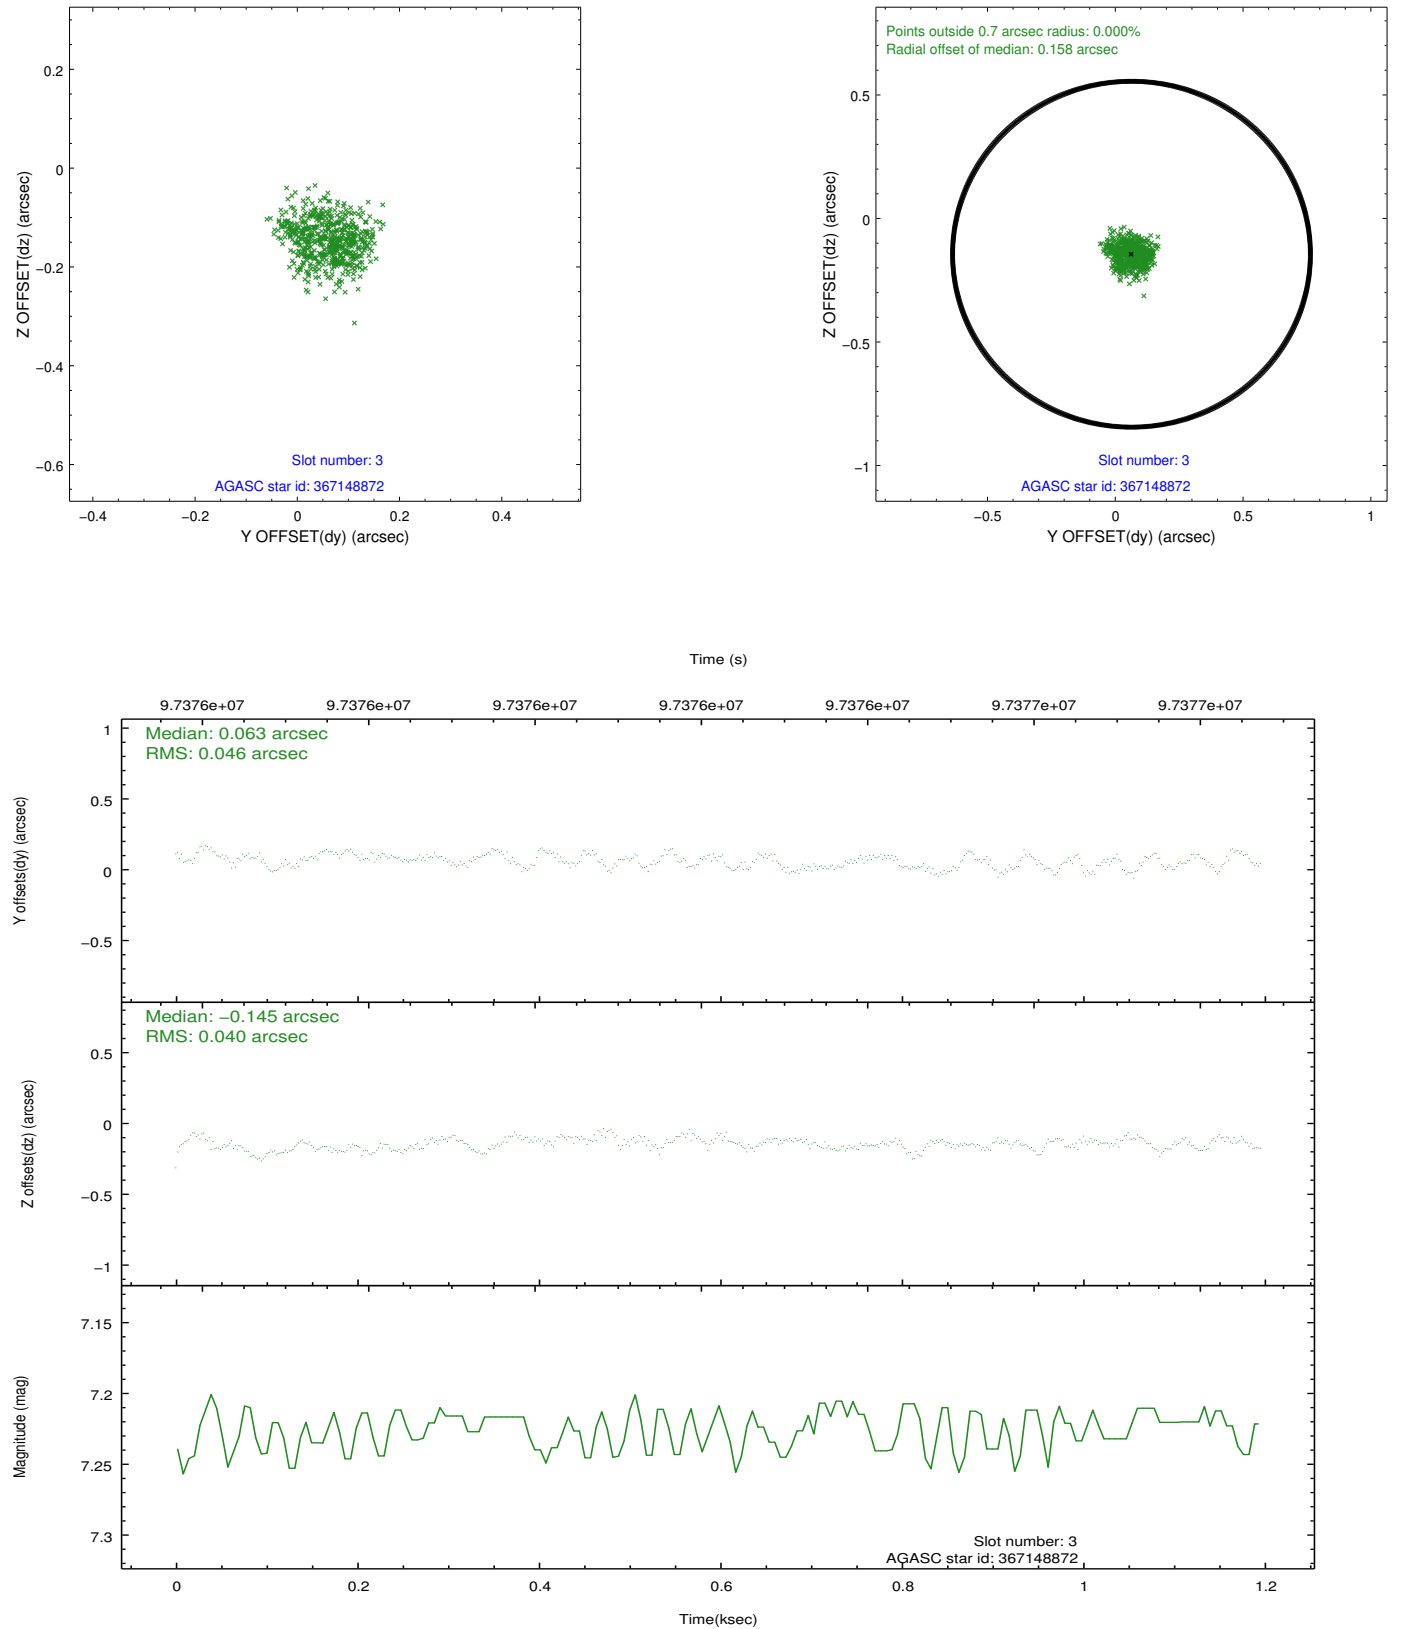 0.2
0
−0.2
−0.4
−0.6
Z OFFSET(dz) (arcsec)
Slot number: 3
AGASC star id: 367148872
−0.4 −0.2 0 0.2 0.4
Y OFFSET(dy) (arcsec)
Points outside 0.7 arcsec radius: 0.000%
Radial offset of median: 0.158 arcsec
0.5
0
−0.5
−1
Z OFFSET(dz) (arcsec)
Slot number: 3
AGASC star id: 367148872
−0.5 0 0.5 1
Y OFFSET(dy) (arcsec)
Time (s)
9.7376e+07 9.7376e+07 9.7376e+07 9.7376e+07 9.7376e+07 9.7377e+07 9.7377e+07
Median: 0.063 arcsec
RMS: 0.046 arcsec
1
0.5
0
−0.5
Y offsets(dy) (arcsec)
Median: −0.145 arcsec
RMS: 0.040 arcsec
0.5
0
−0.5
−1
Z offsets(dz) (arcsec)
7.15
7.2
7.25
7.3
Magnitude (mag)
Slot number: 3
AGASC star id: 367148872
0 0.2 0.4 0.6 0.8 1 1.2
Time(ksec)